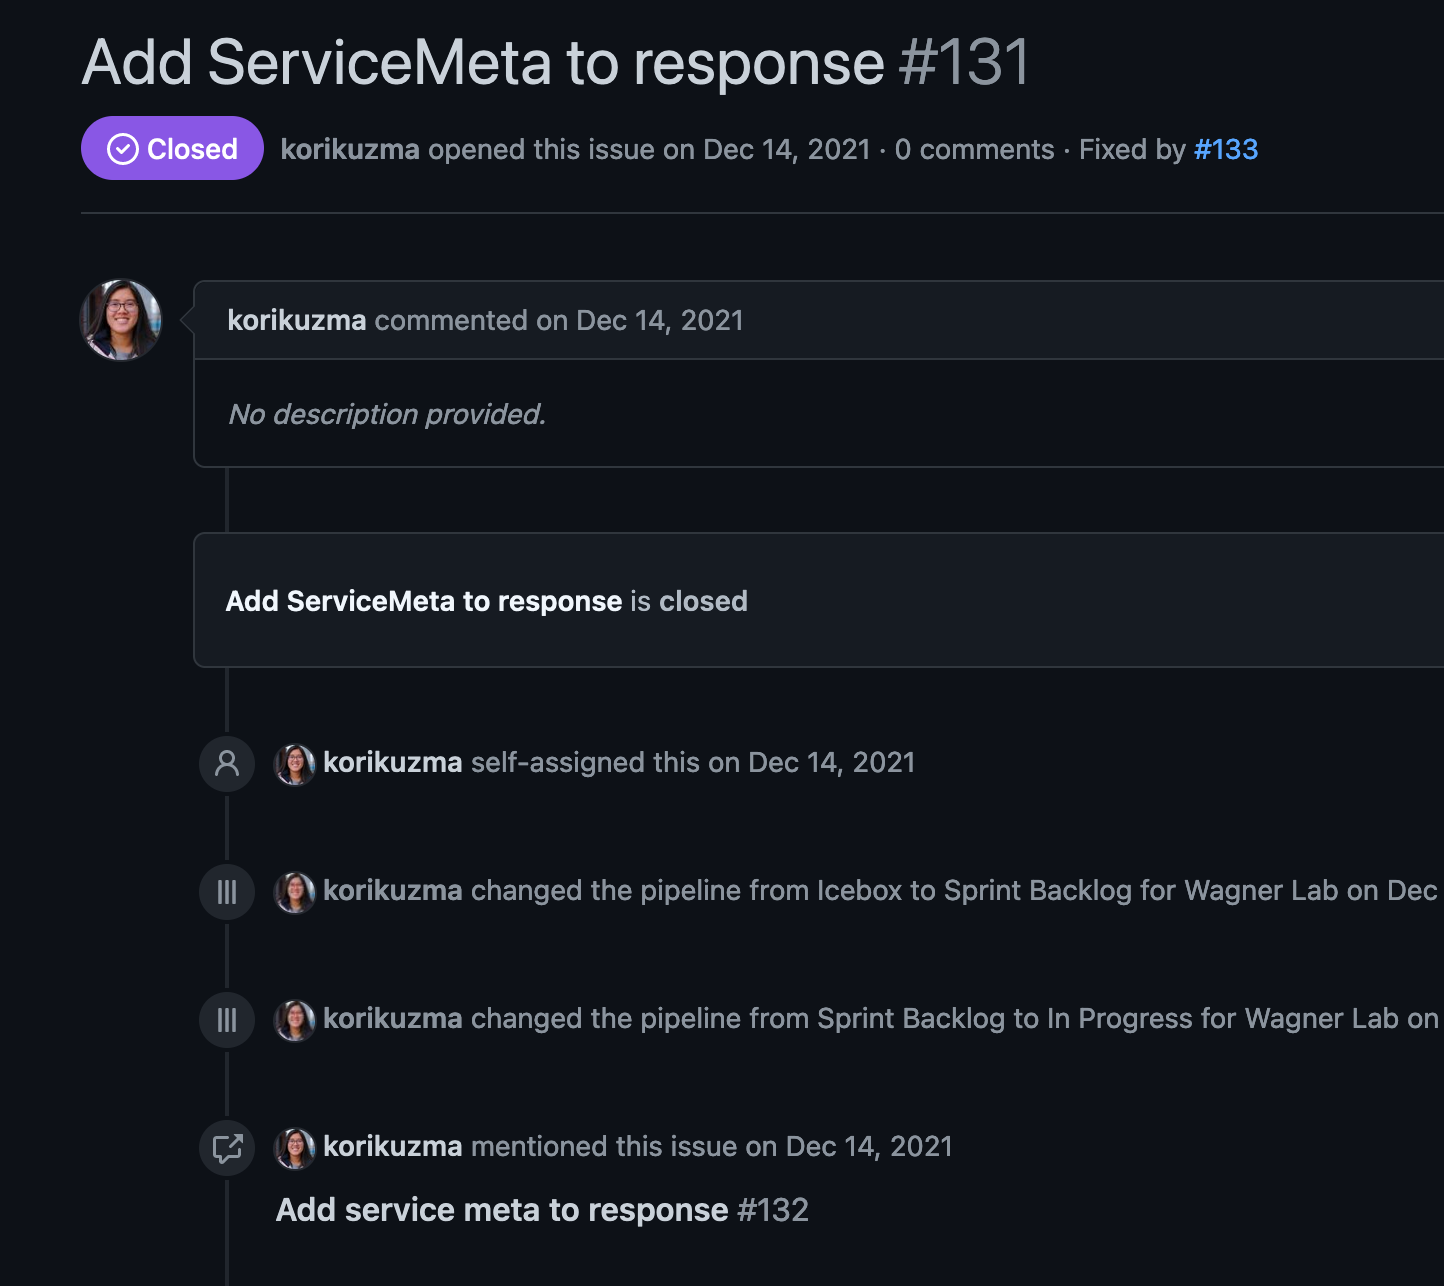 Add ServiceMeta to response #131
Closed korikuzma opened this issue on Dec 14, 2021 · 0 comments · Fixed by #133
korikuzma commented on Dec 14, 2021
No description provided.
Add ServiceMeta to response is closed
korikuzma self-assigned this on Dec 14, 2021
korikuzma changed the pipeline from Icebox to Sprint Backlog for Wagner Lab on Dec
korikuzma changed the pipeline from Sprint Backlog to In Progress for Wagner Lab on
korikuzma mentioned this issue on Dec 14, 2021
Add service meta to response #132